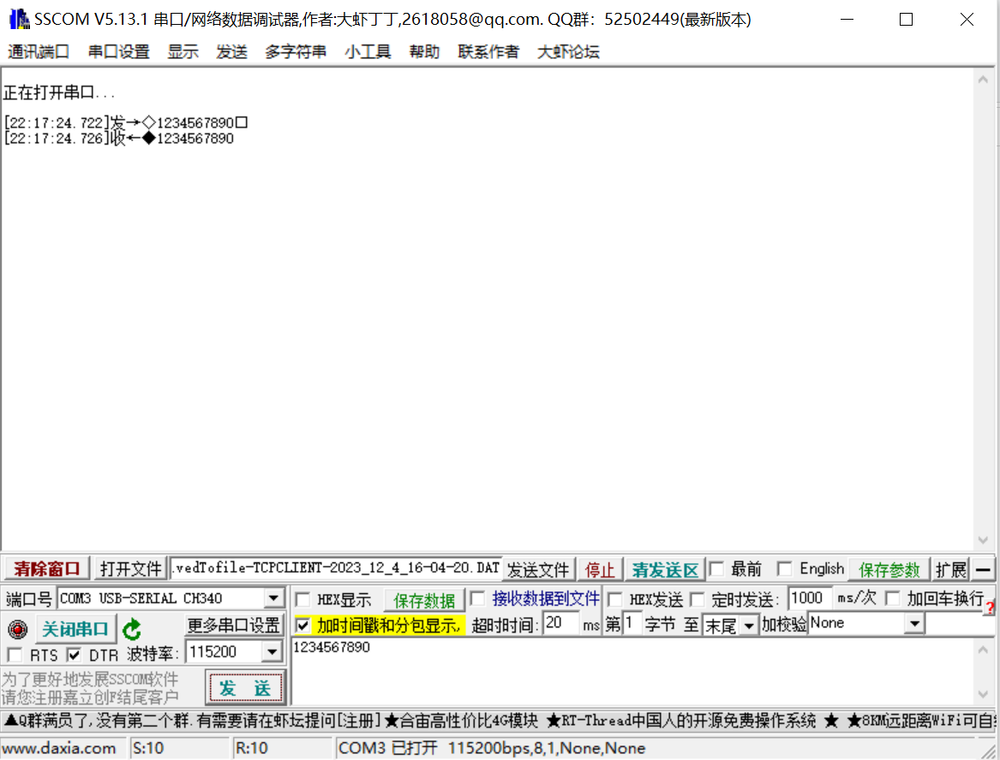 SSCOM V5.13.1 串口/网络数据调试器,作者:大虾丁丁,2618058@qq.com. QQ群：52502449(最新版本)
通讯端口 串口设置 显示 发送 多字符串 小工具 帮助 联系作者 大虾论坛
正在打开串口...
[22:17:24.722]发→◇1234567890□
[22:17:24.726]收←◆1234567890
清除窗口 打开文件 .vedTofile-TCPCLIENT-2023_12_4_16-04-20.DAT 发送文件 停止 清发送区 最前 English 保存参数 扩展 —
端口号 COM3 USB-SERIAL CH340 HEX显示 保存数据 接收数据到文件 HEX发送 定时发送: 1000 ms/次 加回车换行 ?
关闭串口 更多串口设置 加时间戳和分包显示, 超时时间: 20 ms 第 1 字节 至 末尾 加校验 None
RTS DTR 波特率: 115200 1234567890
为了更好地发展SSCOM软件
请您注册嘉立创F结尾客户
发 送
▲Q群满员了,没有第二个群.有需要请在虾坛提问[注册]★合宙高性价比4G模块 ★RT-Thread中国人的开源免费操作系统 ★ ★8KM远距离WiFi可自
www.daxia.com S:10 R:10 COM3 已打开 115200bps,8,1,None,None